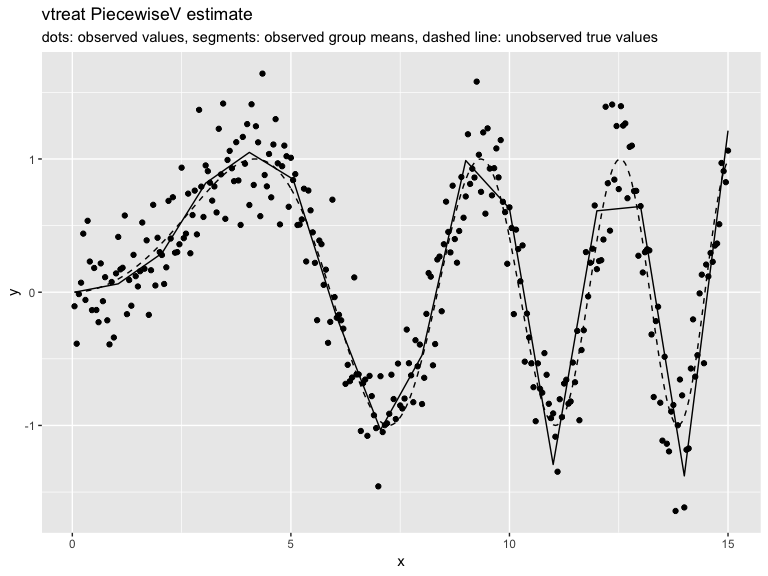 vtreat PiecewiseV estimate
dots: observed values, segments: observed group means, dashed line: unobserved true values
1
0
-1
y
0
5
10
15
x